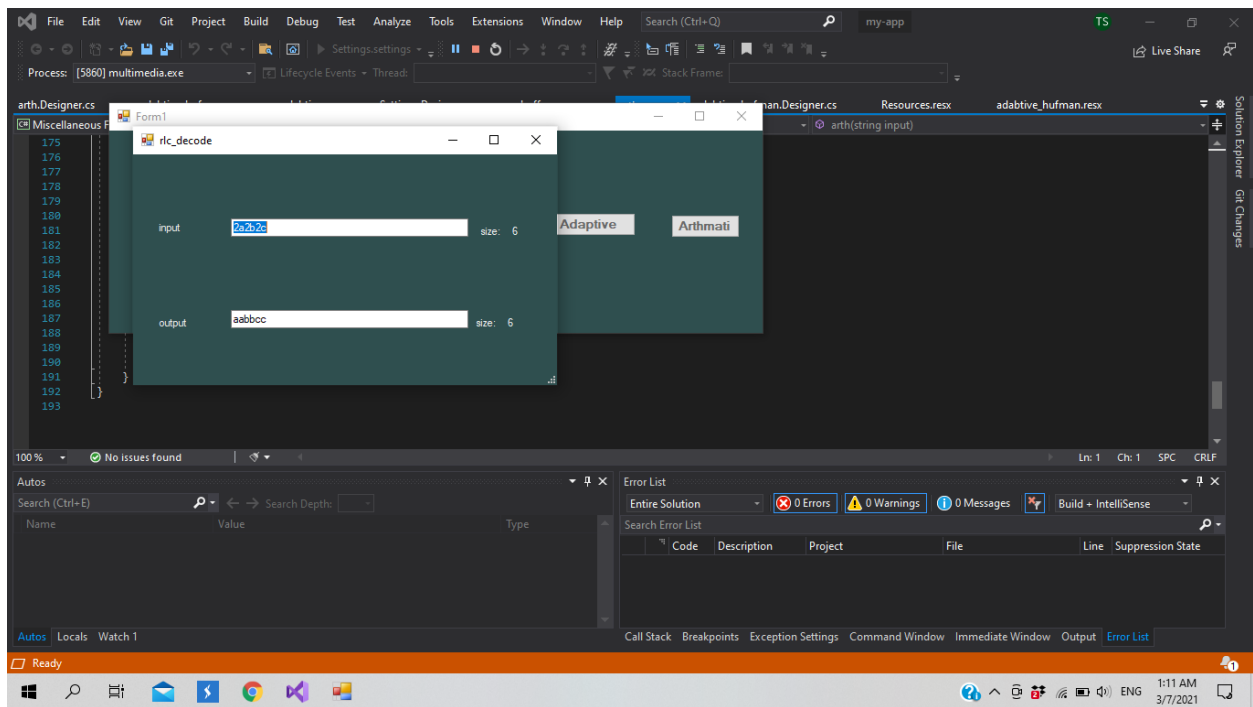 File Edit View Git Project Build Debug Test Analyze Tools Extensions Window Help Search (Ctrl+Q) my-app TS
Settings.settings Live Share
Process: [5860] multimedia.exe Lifecycle Events Thread: Stack Frame:
arth.Designer.cs man.Designer.cs Resources.resx adabtive_hufman.resx
Miscellaneous F arth(string input)
Form1
rlc_decode
175
176
177
178
179
180
181
182
183
184
185
186
187
188
189
190
191 }
192 }
193
input 2a2b2c size: 6
output aabbcc size: 6
Adaptive Arthmati
Solution Explorer
Git Changes
100 % No issues found Ln: 1 Ch: 1 SPC CRLF
Autos
Search (Ctrl+E) Search Depth:
Name Value Type
Autos Locals Watch 1
Error List
Entire Solution 0 Errors 0 Warnings 0 Messages Build + IntelliSense
Search Error List
Code Description Project File Line Suppression State
Call Stack Breakpoints Exception Settings Command Window Immediate Window Output Error List
Ready 1
ENG 1:11 AM
3/7/2021